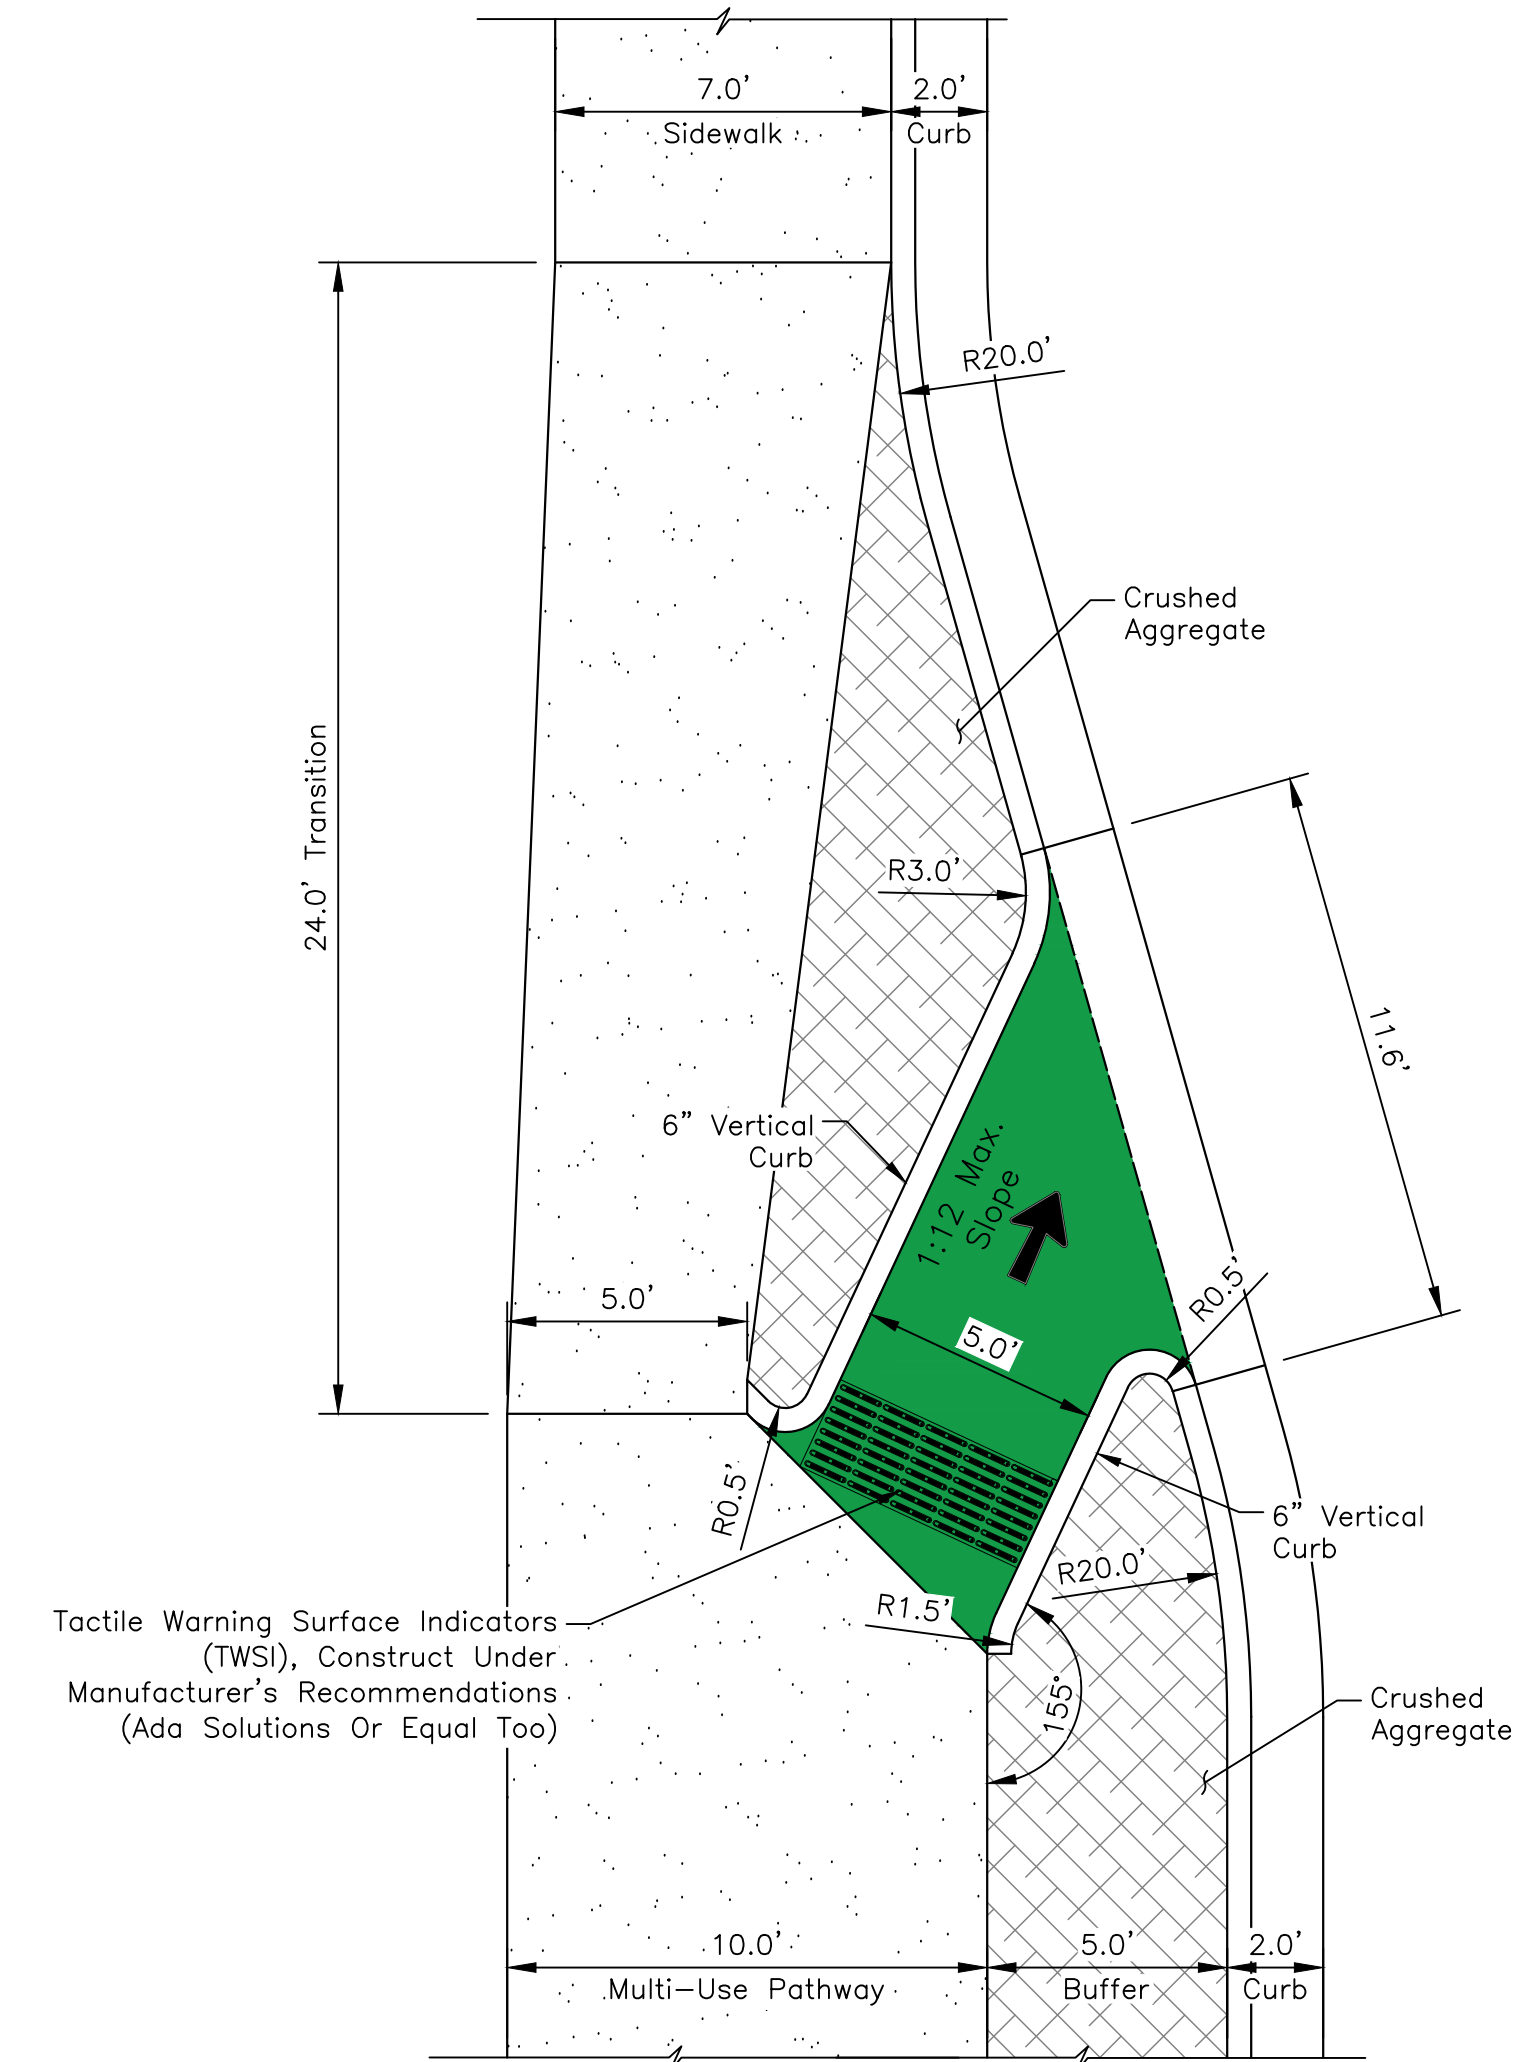 7.0’
2.0’
Sidewalk
Curb
R20.0’
Crushed
Aggregate
24.0’ Transition
R3.0’
11.6’
6” Vertical
Curb
1:12 Max.
Slope
R0.5’
5.0’
5.0’
R0.5’
6” Vertical
Curb
R20.0’
R1.5’
Tactile Warning Surface Indicators
(TWSI), Construct Under
Manufacturer’s Recommendations
(Ada Solutions Or Equal Too)
155°
Crushed
Aggregate
10.0’
5.0’
2.0’
Multi-Use Pathway
Buffer
Curb